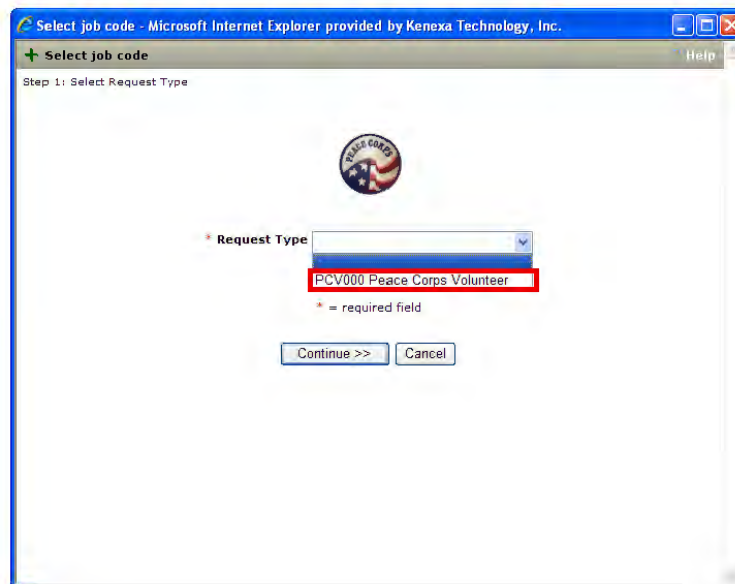 Select job code - Microsoft Internet Explorer provided by Kenexa Technology, Inc.
Select job code Help
Step 1: Select Request Type
PEACE CORPS
* Request Type
PCV000 Peace Corps Volunteer
* = required field
Continue >> Cancel